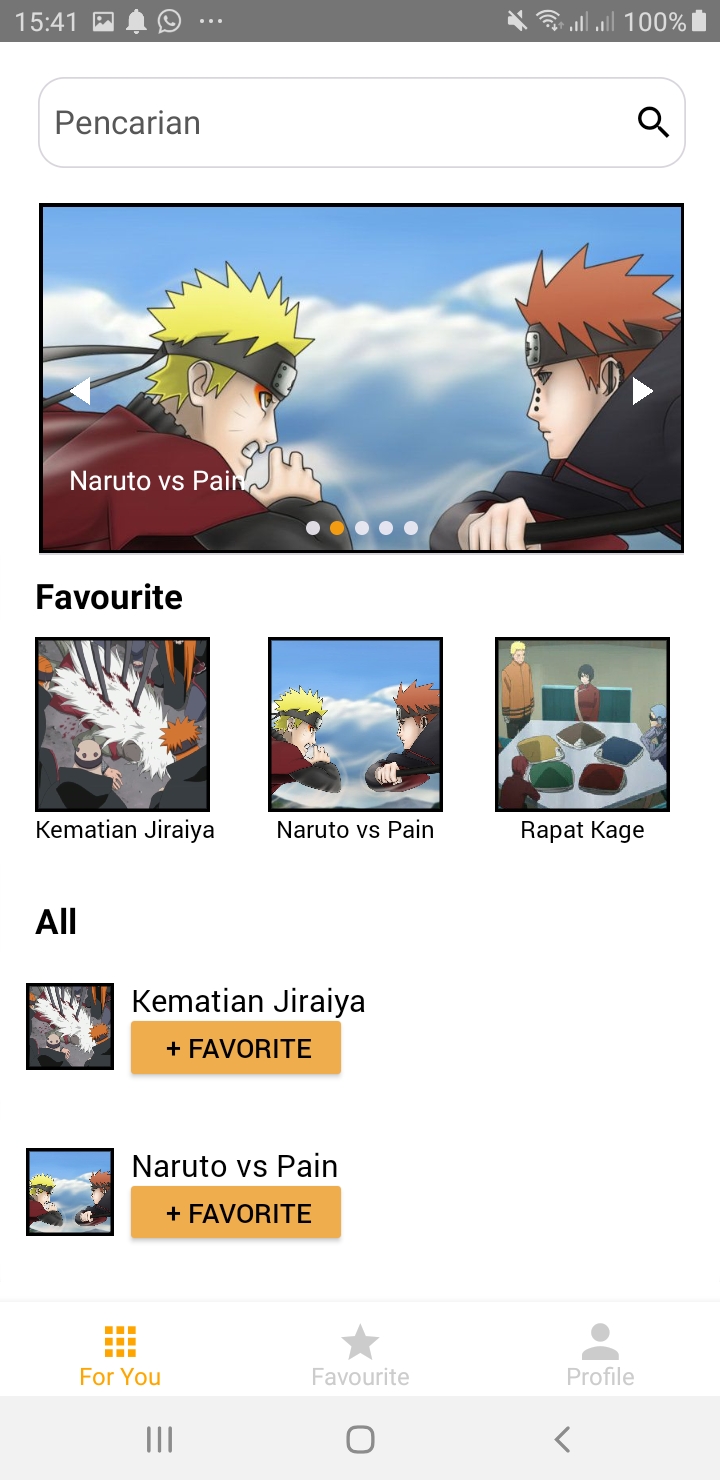 15:41 100%
Pencarian
Naruto vs Pain
Favourite
Kematian Jiraiya Naruto vs Pain Rapat Kage
All
Kematian Jiraiya
+ FAVORITE
Naruto vs Pain
+ FAVORITE
For You Favourite Profile